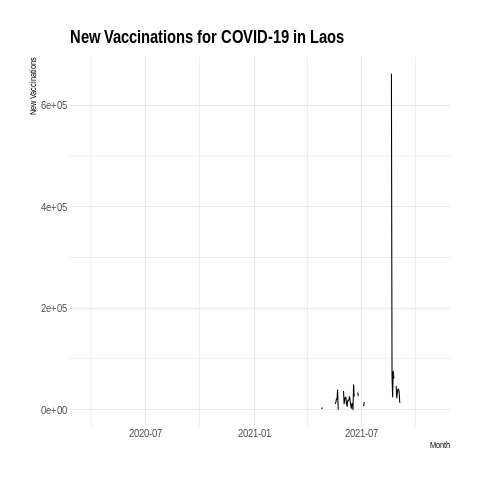 New Vaccinations for COVID-19 in Laos
New Vaccinations
6e+05
4e+05
2e+05
0e+00
2020-07
2021-01
2021-07
Month